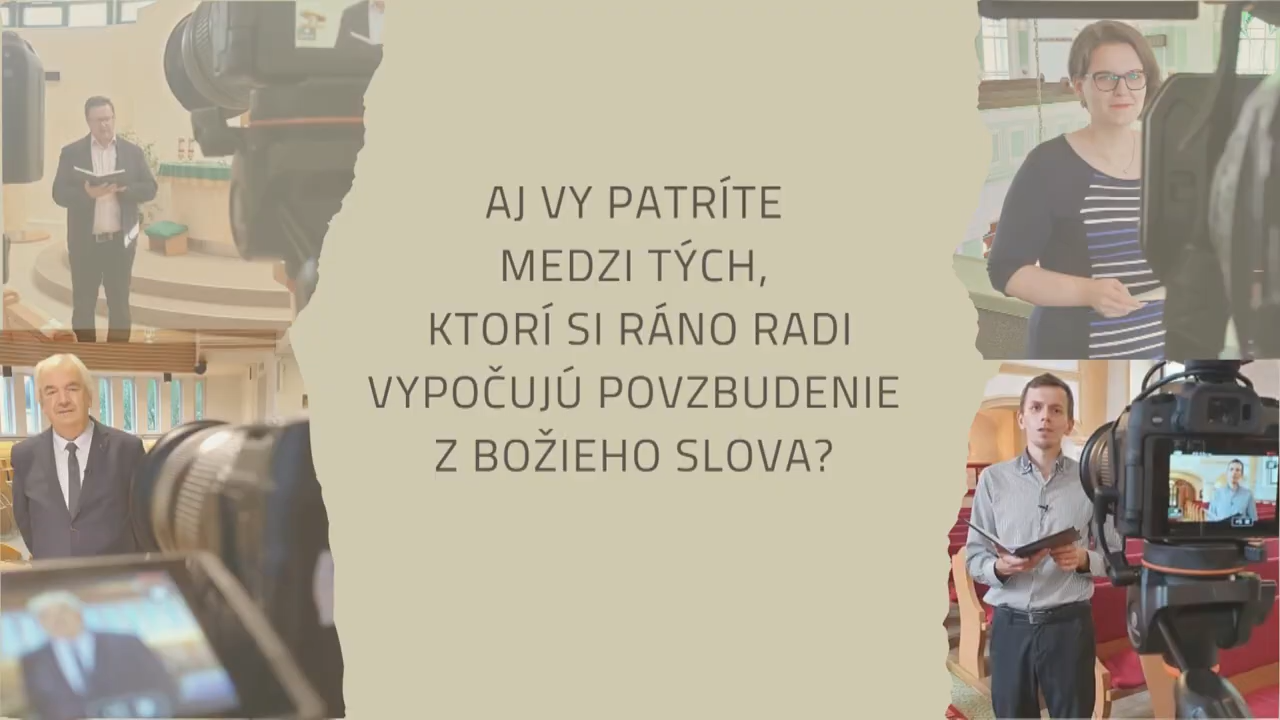 AJ VY PATRÍTE
MEDZI TÝCH,
KTORÍ SI RÁNO RADI
VYPOČUJÚ POVZBUDENIE
Z BOŽIEHO SLOVA?